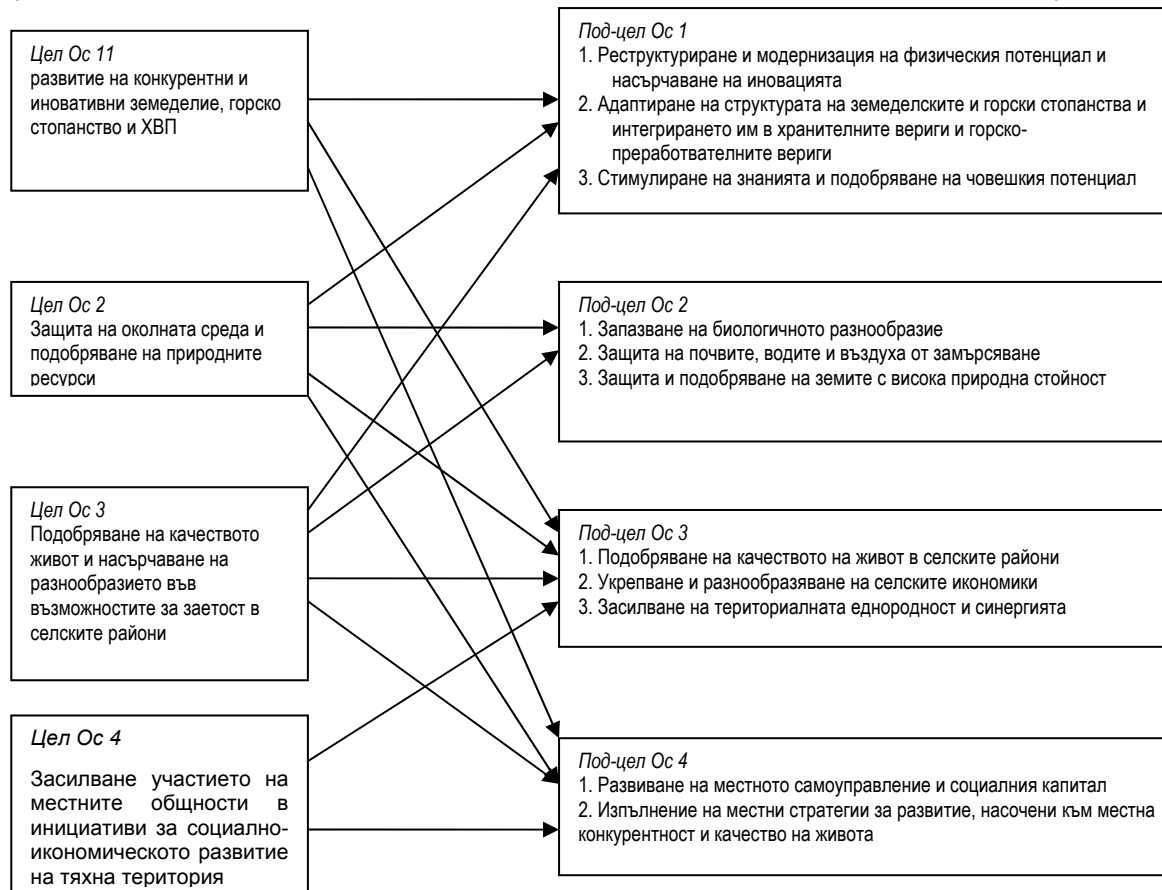 Цел Ос 11
развитие на конкурентни и
иновативни земеделие, горско
стопанство и ХВП
Под-цел Ос 1
1. Реструктуриране и модернизация на физическия потенциал и
насърчаване на иновацията
2. Адаптиране на структурата на земеделските и горски стопанства и
интегрирането им в хранителните вериги и горско-
преработвателните вериги
3. Стимулиране на знанията и подобряване на човешкия потенциал
Цел Ос 2
Защита на околната среда и
подобряване на природните
ресурси
Под-цел Ос 2
1. Запазване на биологичното разнообразие
2. Защита на почвите, водите и въздуха от замърсяване
3. Защита и подобряване на земите с висока природна стойност
Цел Ос 3
Подобряване на качеството
живот и насърчаване на
разнообразието във
възможностите за заетост в
селските райони
Под-цел Ос 3
1. Подобряване на качеството на живот в селските райони
2. Укрепване и разнообразяване на селските икономики
3. Засилване на териториалната еднородност и синергията
Цел Ос 4
Засилване участието на
местните общности в
инициативи за социално-
икономическото развитие
на тяхна територия
Под-цел Ос 4
1. Развиване на местното самоуправление и социалния капитал
2. Изпълнение на местни стратегии за развитие, насочени към местна
конкурентност и качество на живота